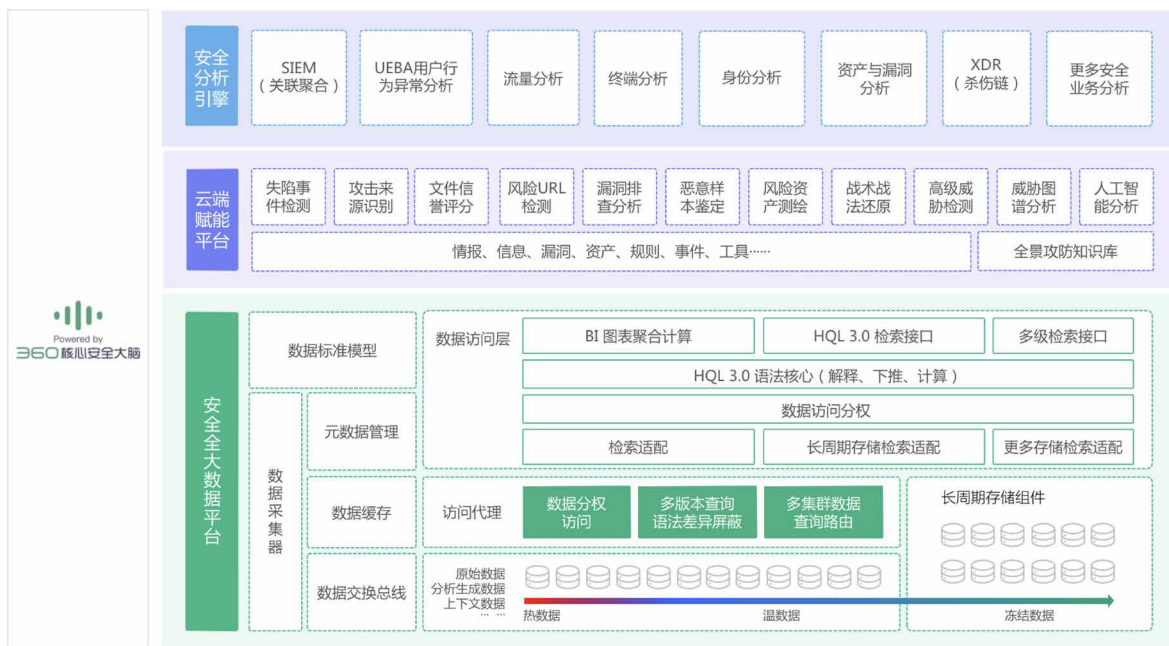 Powered by
360核心安全大脑
安全
分析
引擎
SIEM
（关联聚合）
UEBA用户行
为异常分析
流量分析
终端分析
身份分析
资产与漏洞
分析
XDR
（杀伤链）
更多安全
业务分析
云端
赋能
平台
失陷事
件检测
攻击来
源识别
文件信
誉评分
风险URL
检测
漏洞排
查分析
恶意样
本鉴定
风险资
产测绘
战术战
法还原
高级威
胁检测
威胁图
谱分析
人工智
能分析
情报、信息、漏洞、资产、规则、事件、工具······
全景攻防知识库
安全全大数据平台
数据标准模型
数据采集器
元数据管理
数据缓存
数据交换总线
数据访问层
BI 图表聚合计算
HQL 3.0 检索接口
多级检索接口
HQL 3.0 语法核心（解释、下推、计算）
数据访问分权
检索适配
长周期存储检索适配
更多存储检索适配
访问代理
数据分权
访问
多版本查询
语法差异屏蔽
多集群数据
查询路由
长周期存储组件
原始数据
分析生成数据
上下文数据
… …
热数据
温数据
冻结数据